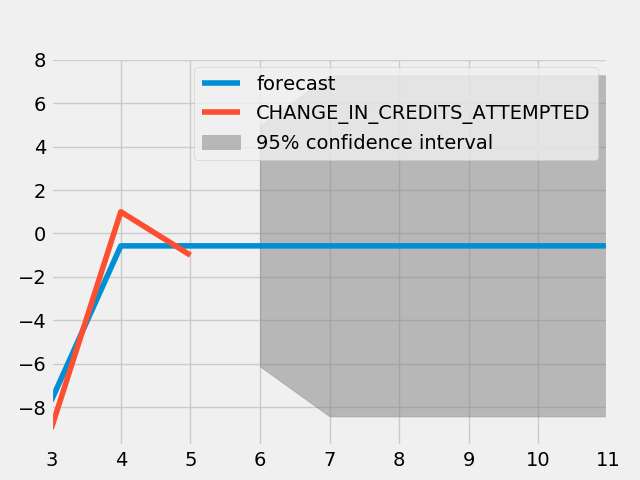 8
6
4
2
0
−2
−4
−6
−8
forecast
CHANGE_IN_CREDITS_ATTEMPTED
95% confidence interval
3 4 5 6 7 8 9 10 11